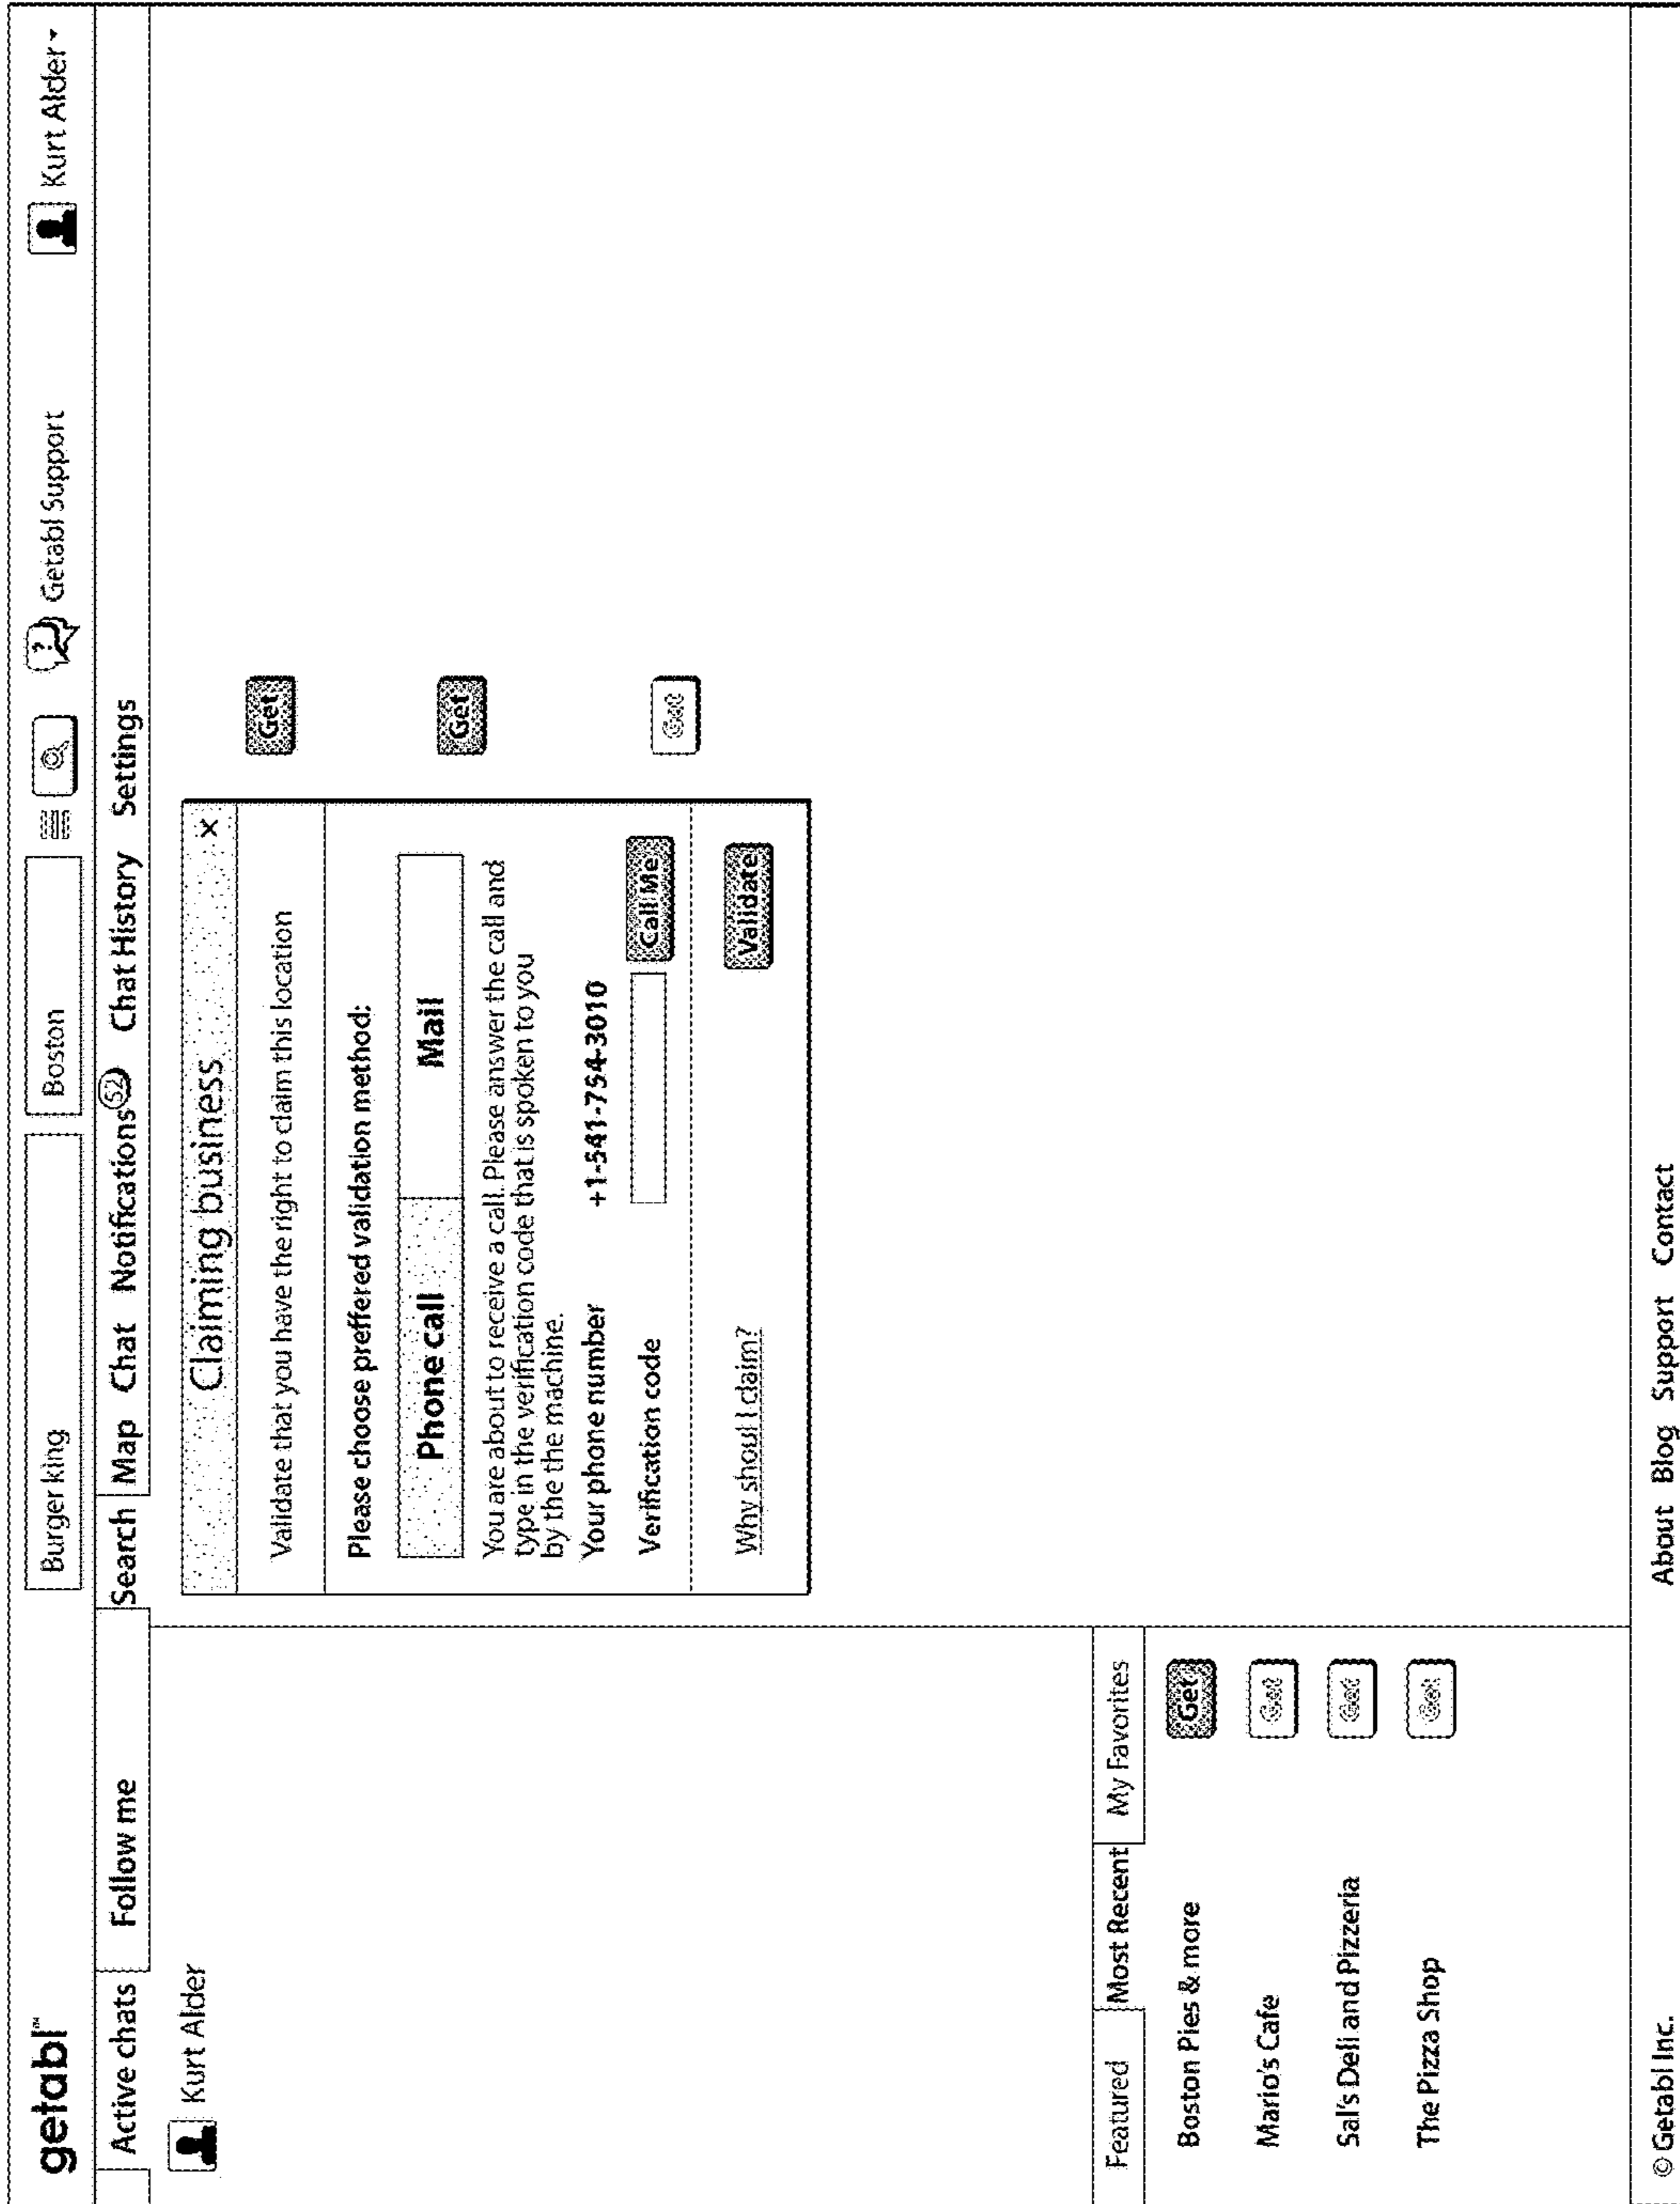 getabl™
Burger king
Boston
Getabl Support
Kurt Alder
Active chats
Follow me
Search
Map
Chat
Notifications 52
Chat History
Settings
Kurt Alder
Claiming business
x
Validate that you have the right to claim this location
Please choose preffered validation method:
Phone call
Mail
You are about to receive a call. Please answer the call and
type in the verification code that is spoken to you
by the the machine.
Your phone number
+1-541-754-3010
Verification code
Call Me
Why shoul I claim?
Validate
Get
Get
Get
Featured
Most Recent
My Favorites
Boston Pies & more
Get
Mario's Cafe
Get
Sal's Deli and Pizzeria
Get
The Pizza Shop
Get
© Getabl Inc.
About
Blog
Support
Contact